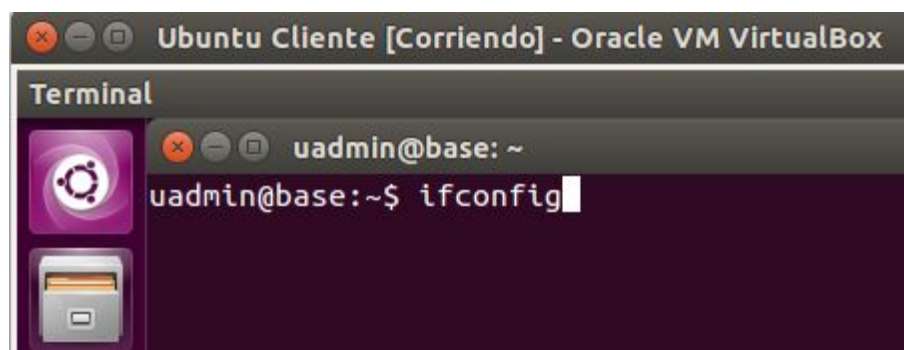 Ubuntu Cliente [Corriendo] - Oracle VM VirtualBox
Terminal
uadmin@base: ~
uadmin@base:~$ ifconfig